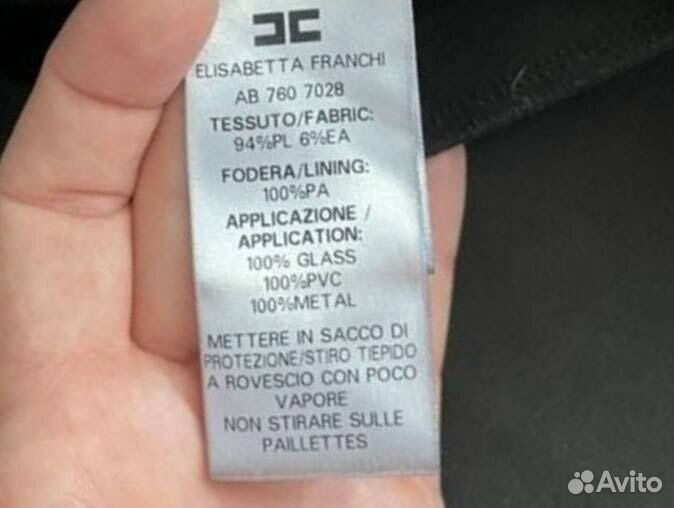 ELISABETTA FRANCHI
AB 760 7028
TESSUTO/FABRIC:
94%PL 6%EA
FODERA/LINING:
100%PA
APPLICAZIONE /
APPLICATION:
100% GLASS
100%PVC
100%METAL
METTERE IN SACCO DI
PROTEZIONE/STIRO TIEPIDO
A ROVESCIO CON POCO
VAPORE
NON STIRARE SULLE
PAILLETTES
Avito